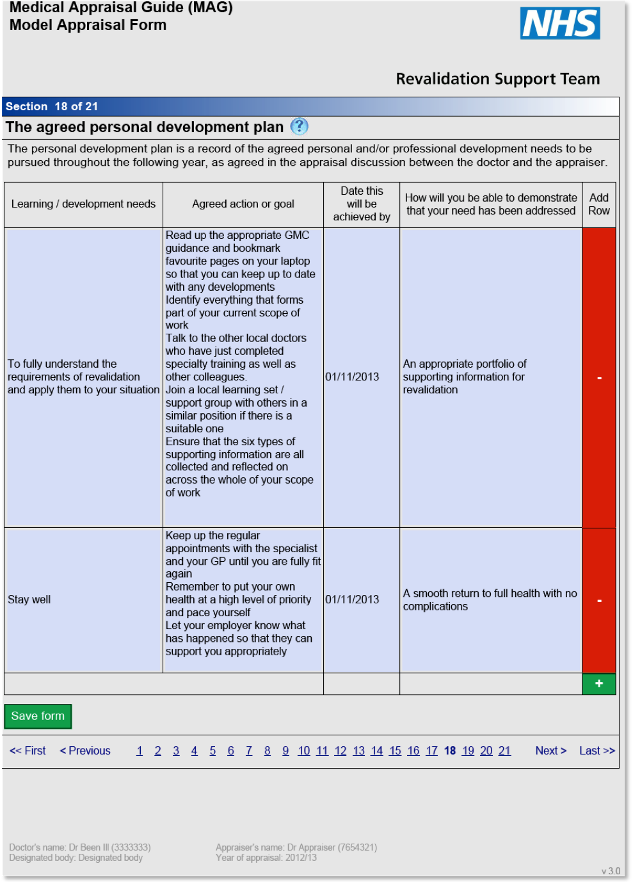 Medical Appraisal Guide (MAG)
Model Appraisal Form
NHS
Revalidation Support Team
Section 18 of 21
The agreed personal development plan ?
The personal development plan is a record of the agreed personal and/or professional development needs to be
pursued throughout the following year, as agreed in the appraisal discussion between the doctor and the appraiser.
Learning / development needs
Agreed action or goal
Date this
will be
achieved by
How will you be able to demonstrate
that your need has been addressed
Add
Row
To fully understand the
requirements of revalidation
and apply them to your situation
Read up the appropriate GMC
guidance and bookmark
favourite pages on your laptop
so that you can keep up to date
with any developments
Identify everything that forms
part of your current scope of
work
Talk to the other local doctors
who have just completed
specialty training as well as
other colleagues.
Join a local learning set /
support group with others in a
similar position if there is a
suitable one
Ensure that the six types of
supporting information are all
collected and reflected on
across the whole of your scope
of work
01/11/2013
An appropriate portfolio of
supporting information for
revalidation
-
Stay well
Keep up the regular
appointments with the specialist
and your GP until you are fully fit
again
Remember to put your own
health at a high level of priority
and pace yourself
Let your employer know what
has happened so that they can
support you appropriately
01/11/2013
A smooth return to full health with no
complications
-
+
Save form
<< First < Previous 1 2 3 4 5 6 7 8 9 10 11 12 13 14 15 16 17 18 19 20 21 Next > Last >>
Doctor's name: Dr Been Ill (3333333) Appraiser's name: Dr Appraiser (7654321)
Designated body: Designated body Year of appraisal: 2012/13
v 3.0